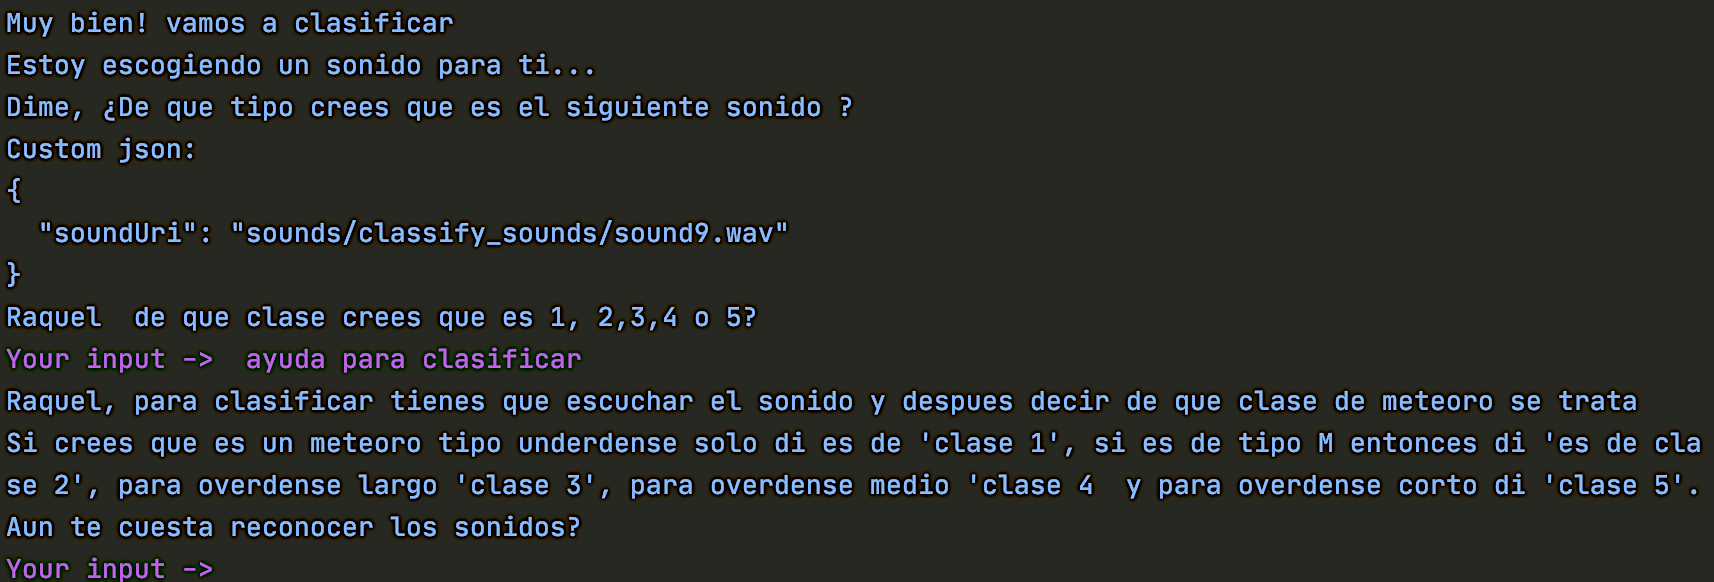 Muy bien! vamos a clasificar
Estoy escogiendo un sonido para ti...
Dime, ¿De que tipo crees que es el siguiente sonido ?
Custom json:
{
  "soundUri": "sounds/classify_sounds/sound9.wav"
}
Raquel  de que clase crees que es 1, 2,3,4 o 5?
Your input ->  ayuda para clasificar
Raquel, para clasificar tienes que escuchar el sonido y despues decir de que clase de meteoro se trata
Si crees que es un meteoro tipo underdense solo di es de 'clase 1', si es de tipo M entonces di 'es de cla
se 2', para overdense largo 'clase 3', para overdense medio 'clase 4  y para overdense corto di 'clase 5'.
Aun te cuesta reconocer los sonidos?
Your input ->